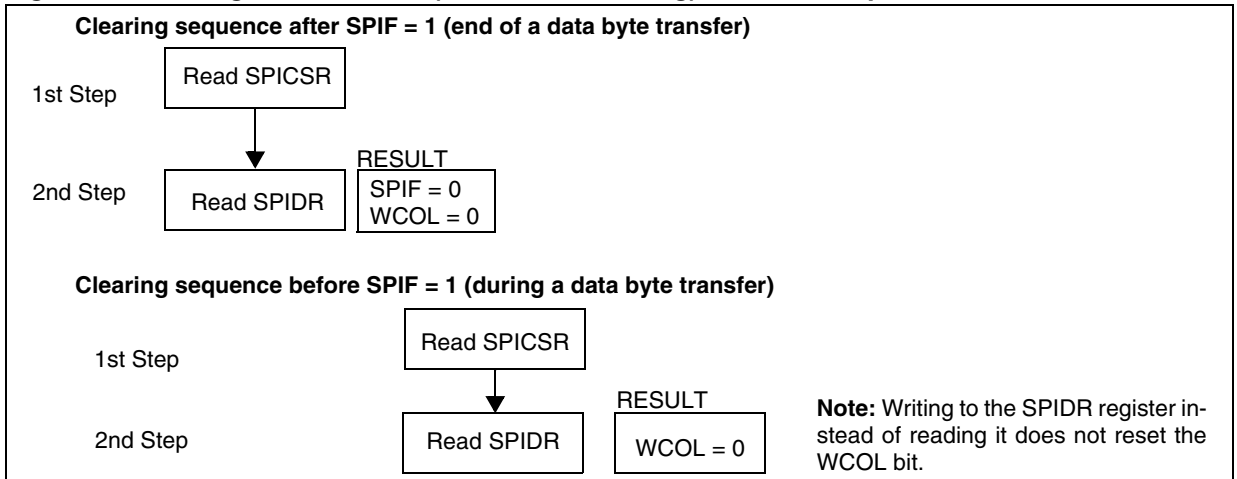 Clearing sequence after SPIF = 1 (end of a data byte transfer)
1st Step
Read SPICSR
2nd Step
Read SPIDR
RESULT
SPIF = 0
WCOL = 0
Clearing sequence before SPIF = 1 (during a data byte transfer)
1st Step
Read SPICSR
2nd Step
Read SPIDR
RESULT
WCOL = 0
Note: Writing to the SPIDR register in-
stead of reading it does not reset the
WCOL bit.